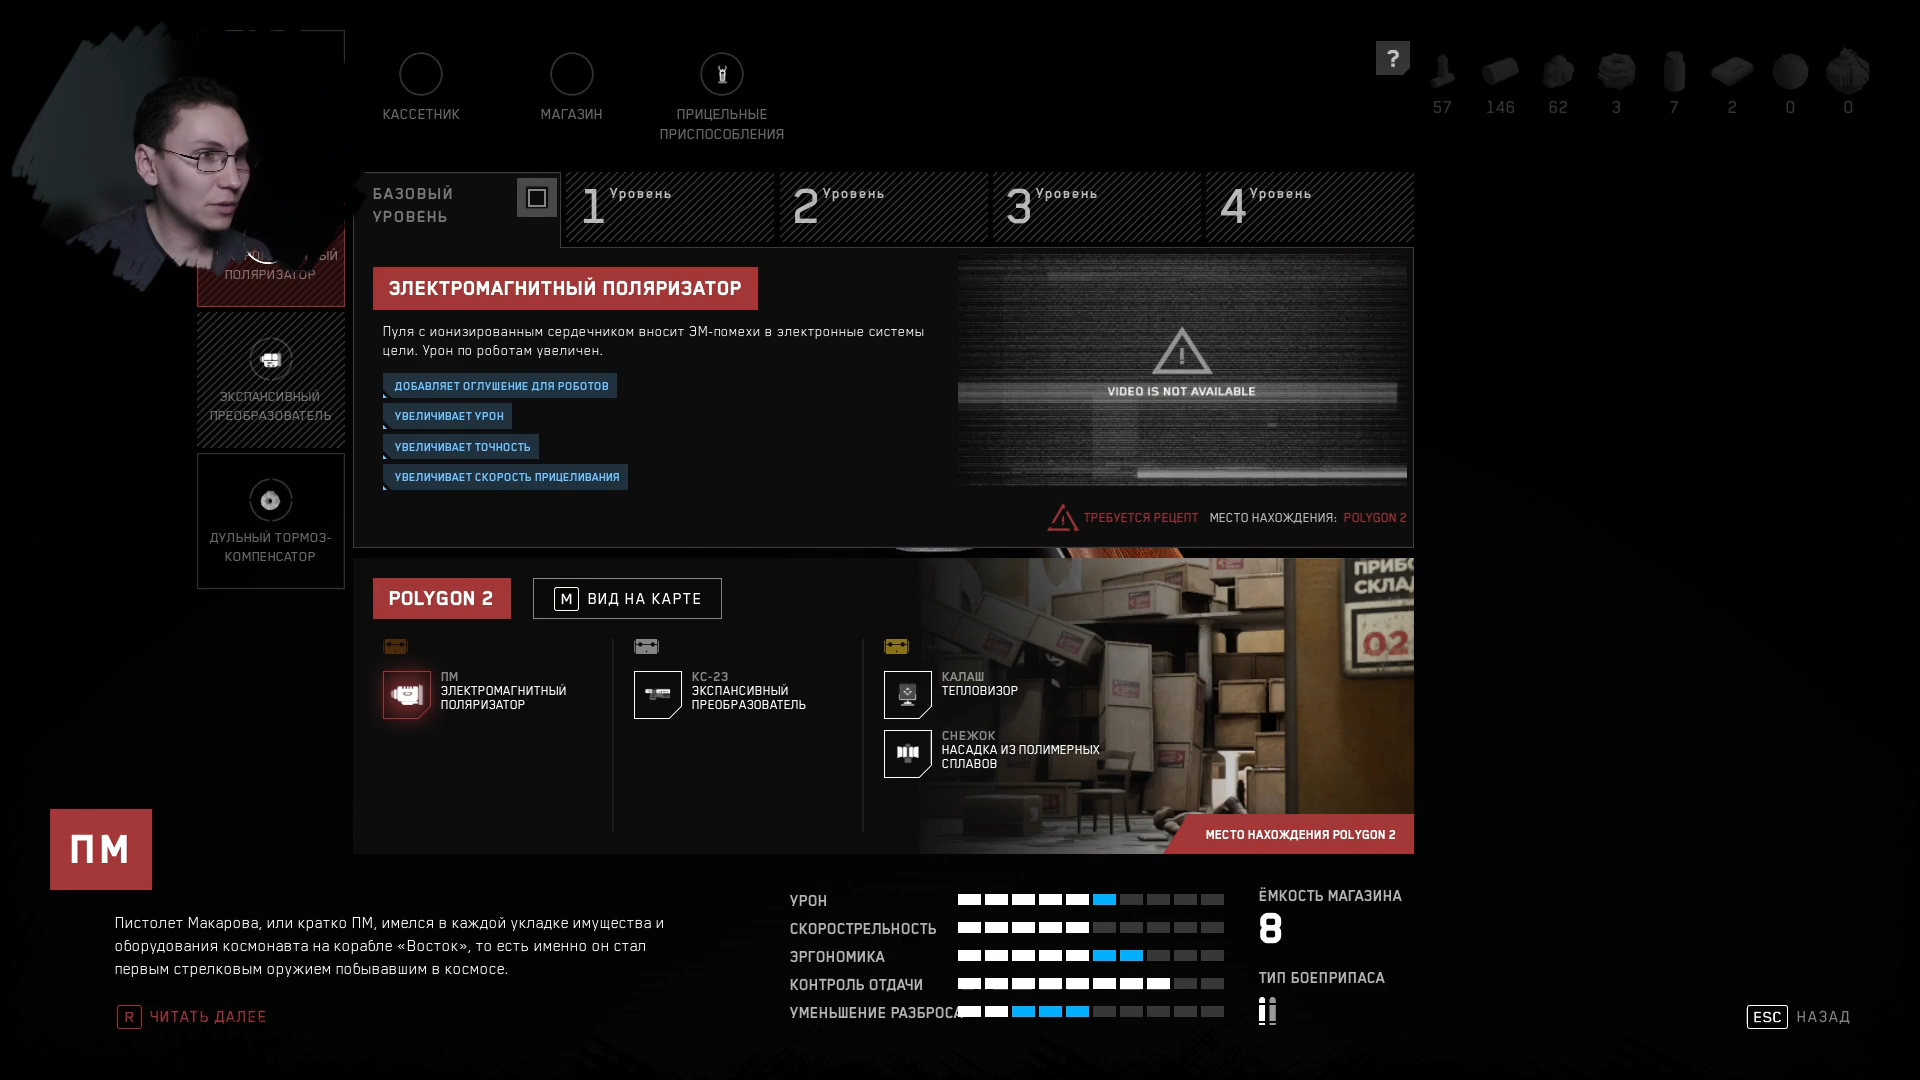 КАССЕТНИК
МАГАЗИН
ПРИЦЕЛЬНЫЕ
ПРИСПОСОБЛЕНИЯ
?
57
146
62
3
7
2
0
0
БАЗОВЫЙ
УРОВЕНЬ
1 Уровень
2 Уровень
3 Уровень
4 Уровень
ПОЛЯРИЗАТОР
ЭКСПАНСИВНЫЙ
ПРЕОБРАЗОВАТЕЛЬ
ДУЛЬНЫЙ ТОРМОЗ-
КОМПЕНСАТОР
ЭЛЕКТРОМАГНИТНЫЙ ПОЛЯРИЗАТОР
Пуля с ионизированным сердечником вносит ЭМ-помехи в электронные системы
цели. Урон по роботам увеличен.
ДОБАВЛЯЕТ ОГЛУШЕНИЕ ДЛЯ РОБОТОВ
УВЕЛИЧИВАЕТ УРОН
УВЕЛИЧИВАЕТ ТОЧНОСТЬ
УВЕЛИЧИВАЕТ СКОРОСТЬ ПРИЦЕЛИВАНИЯ
VIDEO IS NOT AVAILABLE
ТРЕБУЕТСЯ РЕЦЕПТ МЕСТО НАХОЖДЕНИЯ: POLYGON 2
POLYGON 2
M ВИД НА КАРТЕ
ПМ
ЭЛЕКТРОМАГНИТНЫЙ
ПОЛЯРИЗАТОР
КС-23
ЭКСПАНСИВНЫЙ
ПРЕОБРАЗОВАТЕЛЬ
КАЛАШ
ТЕПЛОВИЗОР
СНЕЖОК
НАСАДКА ИЗ ПОЛИМЕРНЫХ
СПЛАВОВ
ПРИБО
СКЛАД
02
МЕСТО НАХОЖДЕНИЯ POLYGON 2
ПМ
Пистолет Макарова, или кратко ПМ, имелся в каждой укладке имущества и
оборудования космонавта на корабле «Восток», то есть именно он стал
первым стрелковым оружием побывавшим в космосе.
R ЧИТАТЬ ДАЛЕЕ
УРОН
СКОРОСТРЕЛЬНОСТЬ
ЭРГОНОМИКА
КОНТРОЛЬ ОТДАЧИ
УМЕНЬШЕНИЕ РАЗБРОСА
ЁМКОСТЬ МАГАЗИНА
8
ТИП БОЕПРИПАСА
ESC НАЗАД